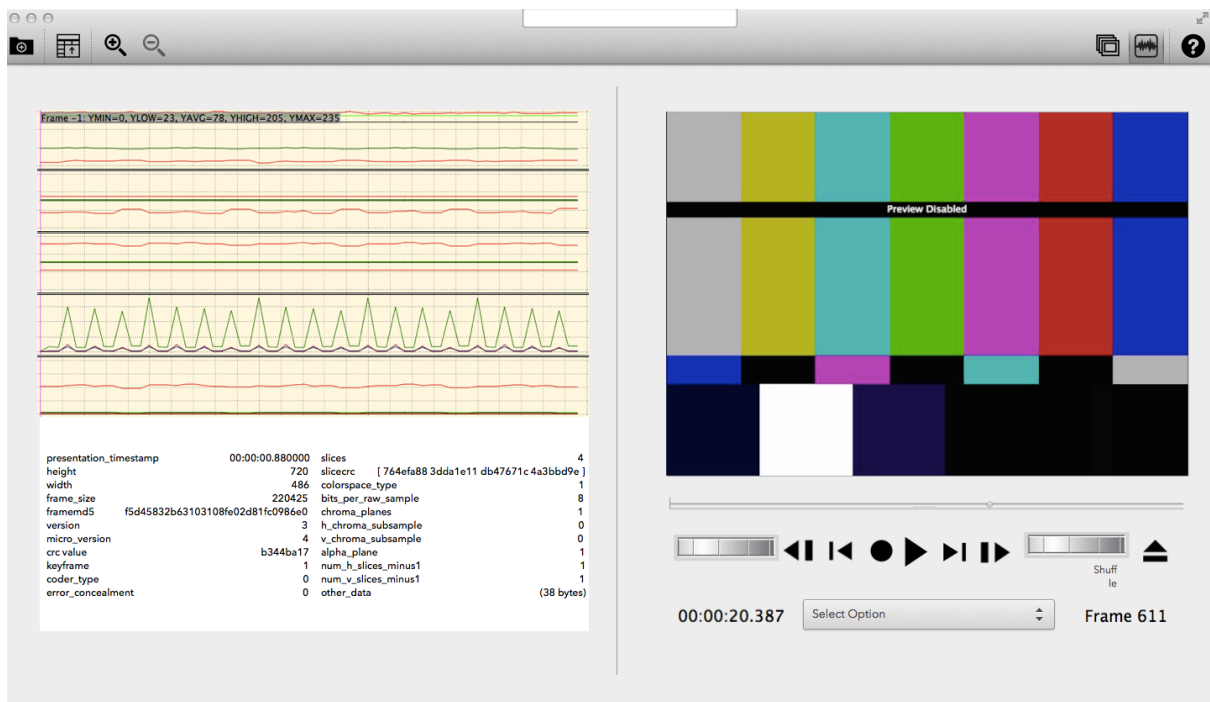 Frame -1: YMIN=0, YLOW=23, YAVG=78, YHIGH=205, YMAX=235
presentation_timestamp 00:00:00.880000 slices 4
height 720 slicecrc [ 764efa88 3dda1e11 db47671c 4a3bbd9e ]
width 486 colorspace_type 1
frame_size 220425 bits_per_raw_sample 8
framemd5 f5d45832b63103108fe02d81fc0986e0 chroma_planes 1
version 3 h_chroma_subsample 0
micro_version 4 v_chroma_subsample 0
crc value b344ba17 alpha_plane 1
keyframe 1 num_h_slices_minus1 1
coder_type 0 num_v_slices_minus1 1
error_concealment 0 other_data (38 bytes)
Preview Disabled
Shuff
le
00:00:20.387 Select Option Frame 611